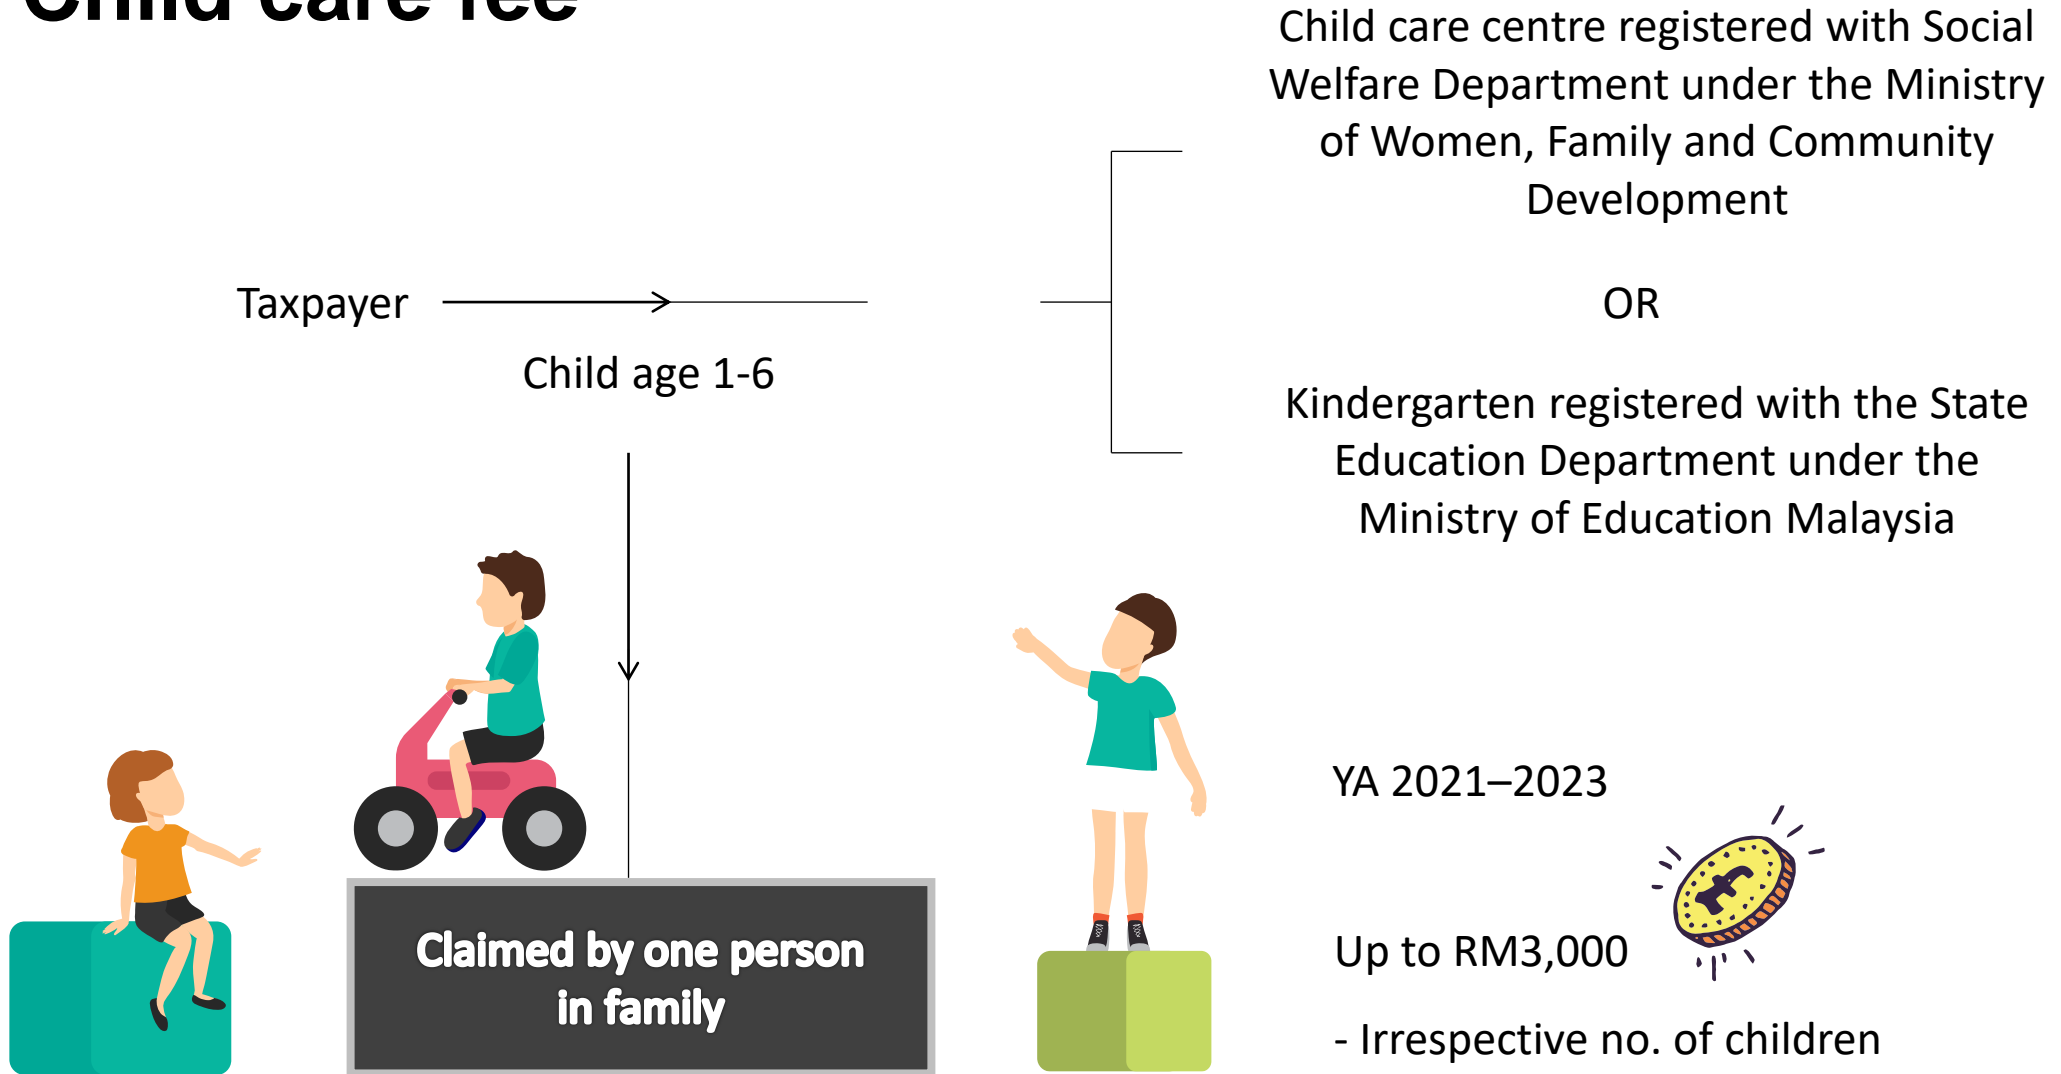 Child care fee
Child care centre registered with Social
Welfare Department under the Ministry
of Women, Family and Community
Development
Taxpayer
OR
Child age 1-6
Kindergarten registered with the State
Education Department under the
Ministry of Education Malaysia
YA 2021–2023
Claimed by one person
in family
Up to RM3,000
- Irrespective no. of children